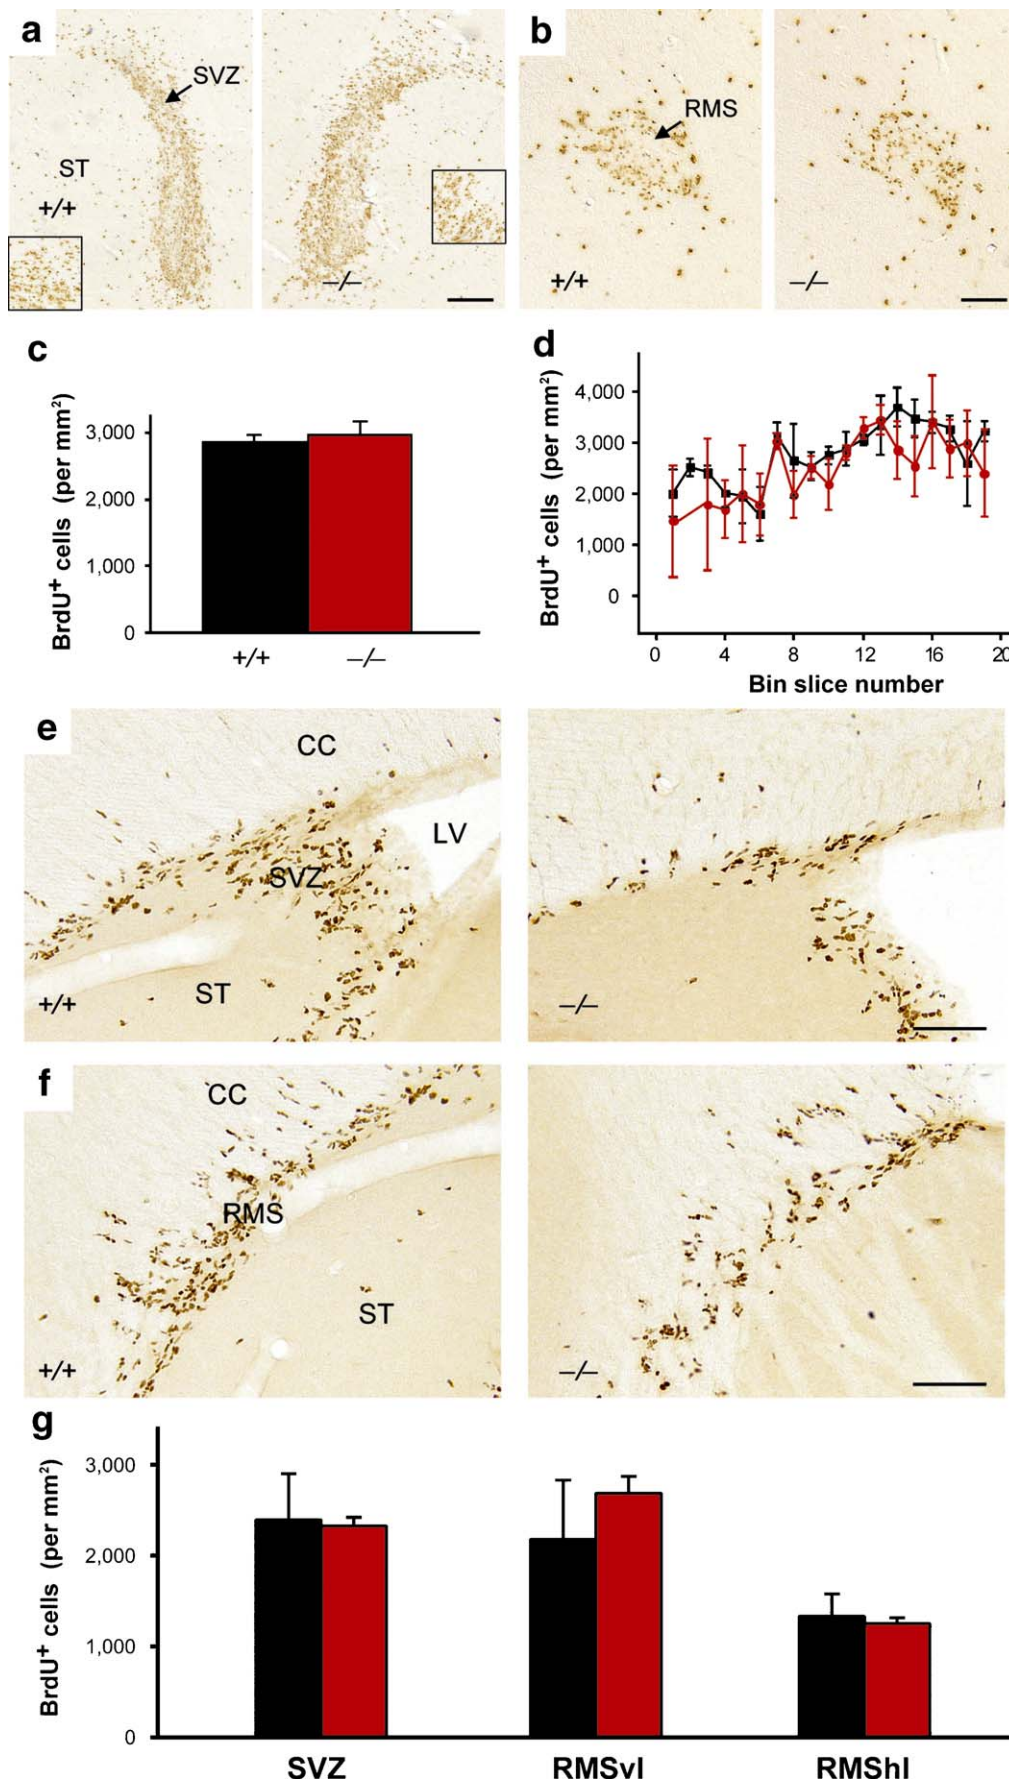 a
SVZ
ST
+/+
–/–
b
RMS
+/+
–/–
c
BrdU⁺ cells (per mm²)
3,000
2,000
1,000
0
+/+
–/–
d
BrdU⁺ cells (per mm²)
4,000
3,000
2,000
1,000
0
0 4 8 12 16 20
Bin slice number
e
CC
LV
SVZ
ST
+/+
–/–
f
CC
RMS
ST
+/+
–/–
g
BrdU⁺ cells (per mm²)
3,000
2,000
1,000
0
SVZ RMSvl RMShl